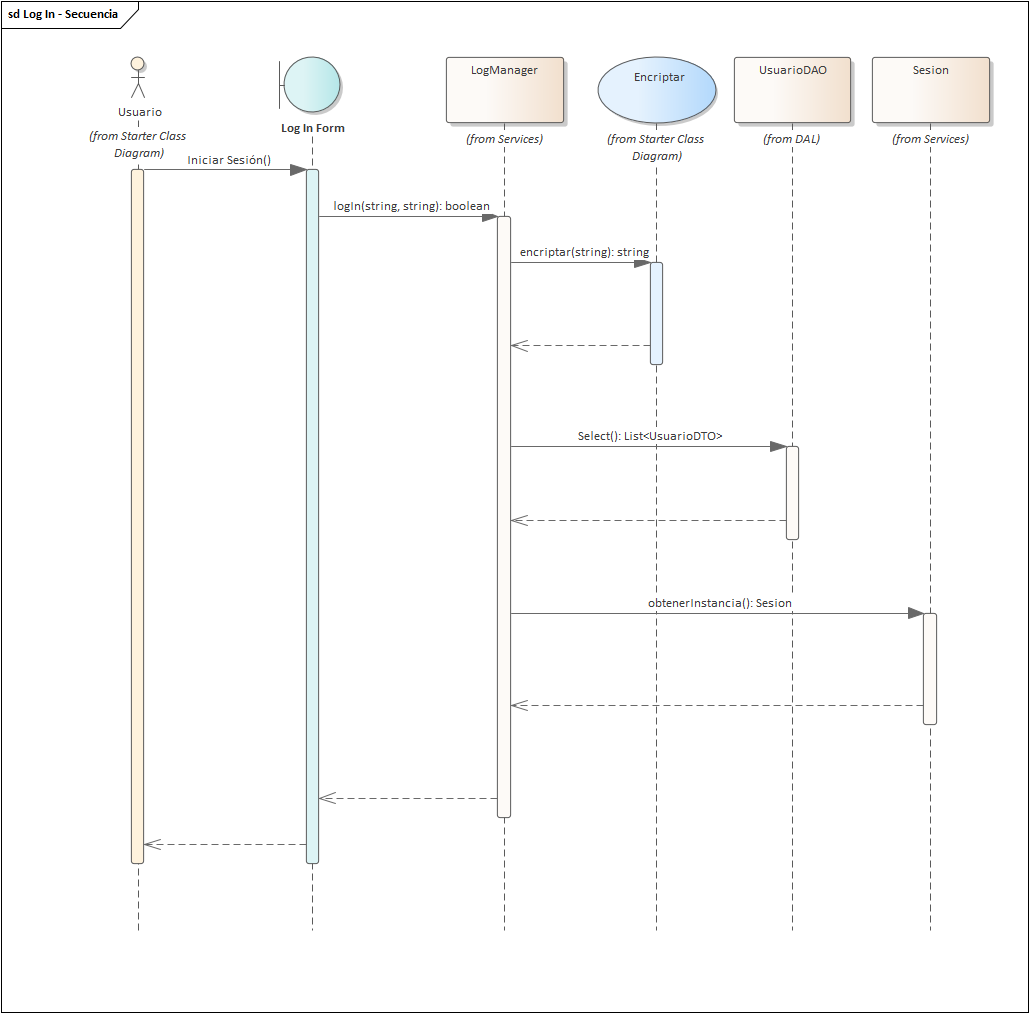 sd Log In - Secuencia
LogManager
Encriptar
UsuarioDAO
Sesion
Usuario
Log In Form
(from Starter Class
Diagram)
(from Services)
(from Starter Class
Diagram)
(from DAL)
(from Services)
Iniciar Sesión()
logIn(string, string): boolean
encriptar(string): string
Select(): List<UsuarioDTO>
obtenerInstancia(): Sesion